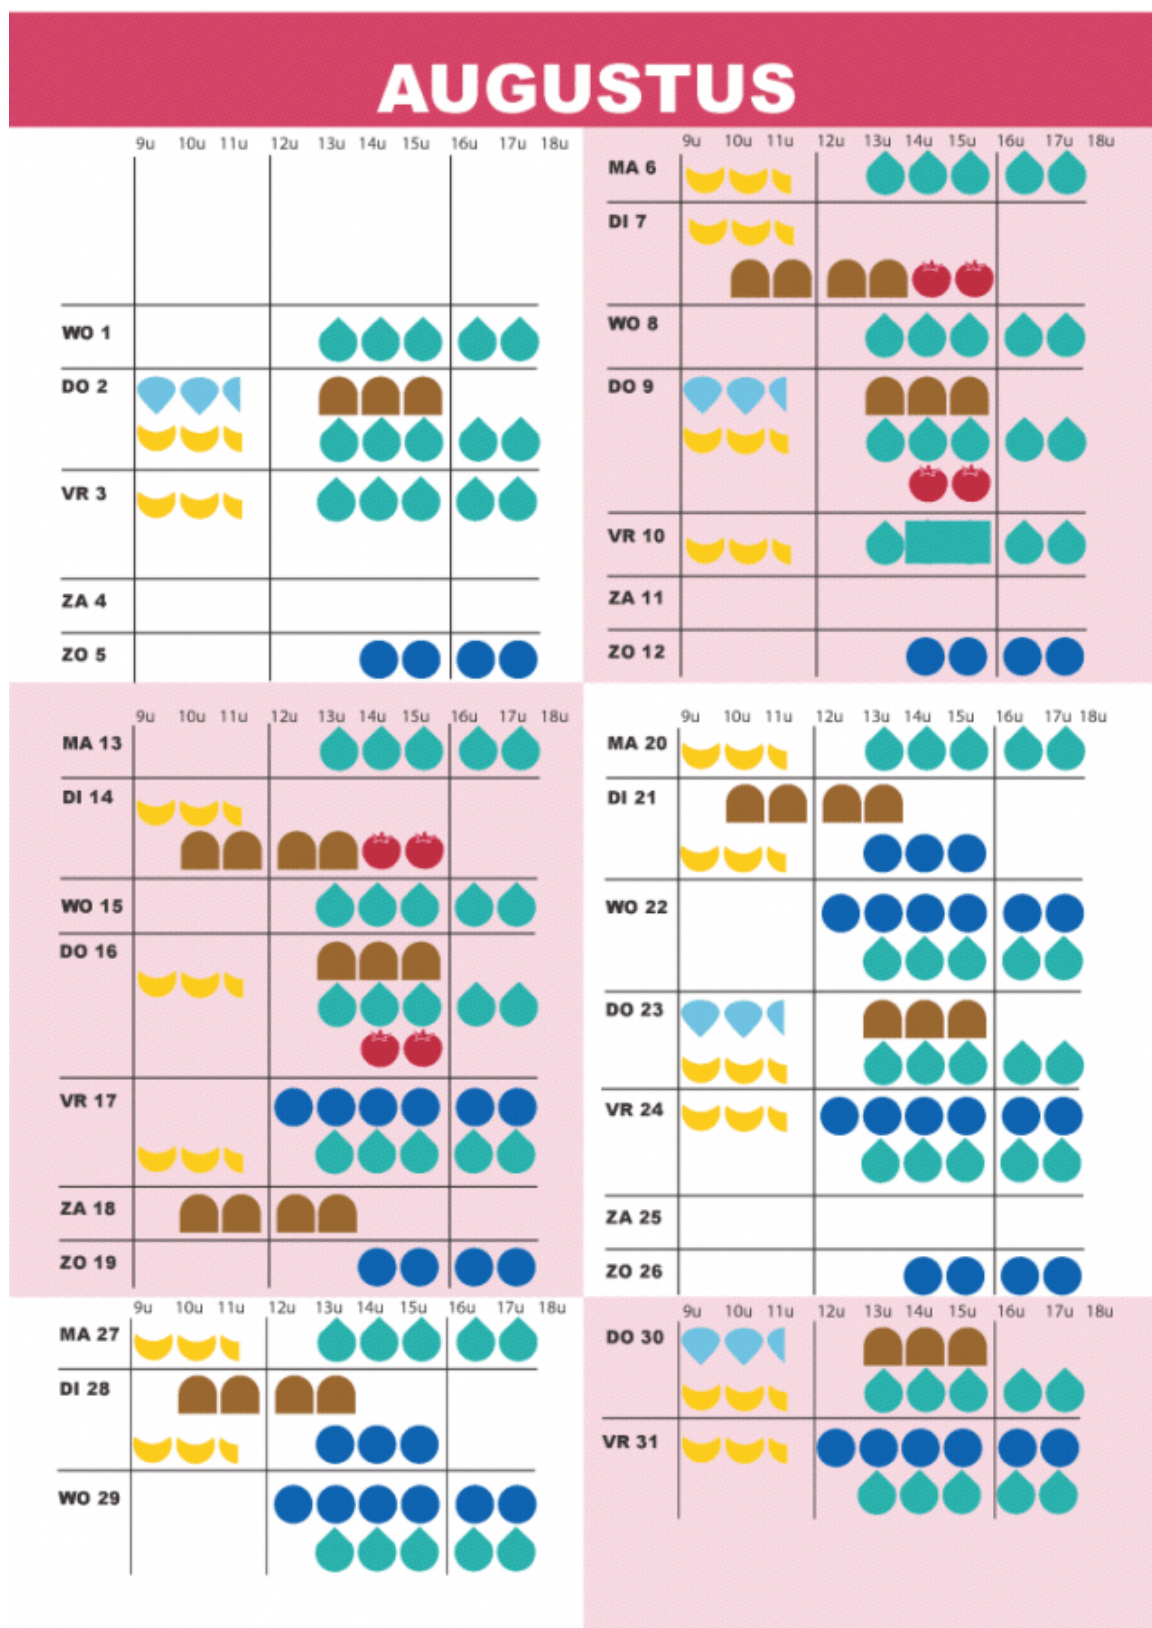 AUGUSTUS
9u 10u 11u 12u 13u 14u 15u 16u 17u 18u
WO 1
DO 2
VR 3
ZA 4
ZO 5
9u 10u 11u 12u 13u 14u 15u 16u 17u 18u
MA 6
DI 7
WO 8
DO 9
VR 10
ZA 11
ZO 12
9u 10u 11u 12u 13u 14u 15u 16u 17u 18u
MA 13
DI 14
WO 15
DO 16
VR 17
ZA 18
ZO 19
9u 10u 11u 12u 13u 14u 15u 16u 17u 18u
MA 20
DI 21
WO 22
DO 23
VR 24
ZA 25
ZO 26
9u 10u 11u 12u 13u 14u 15u 16u 17u 18u
MA 27
DI 28
WO 29
9u 10u 11u 12u 13u 14u 15u 16u 17u 18u
DO 30
VR 31